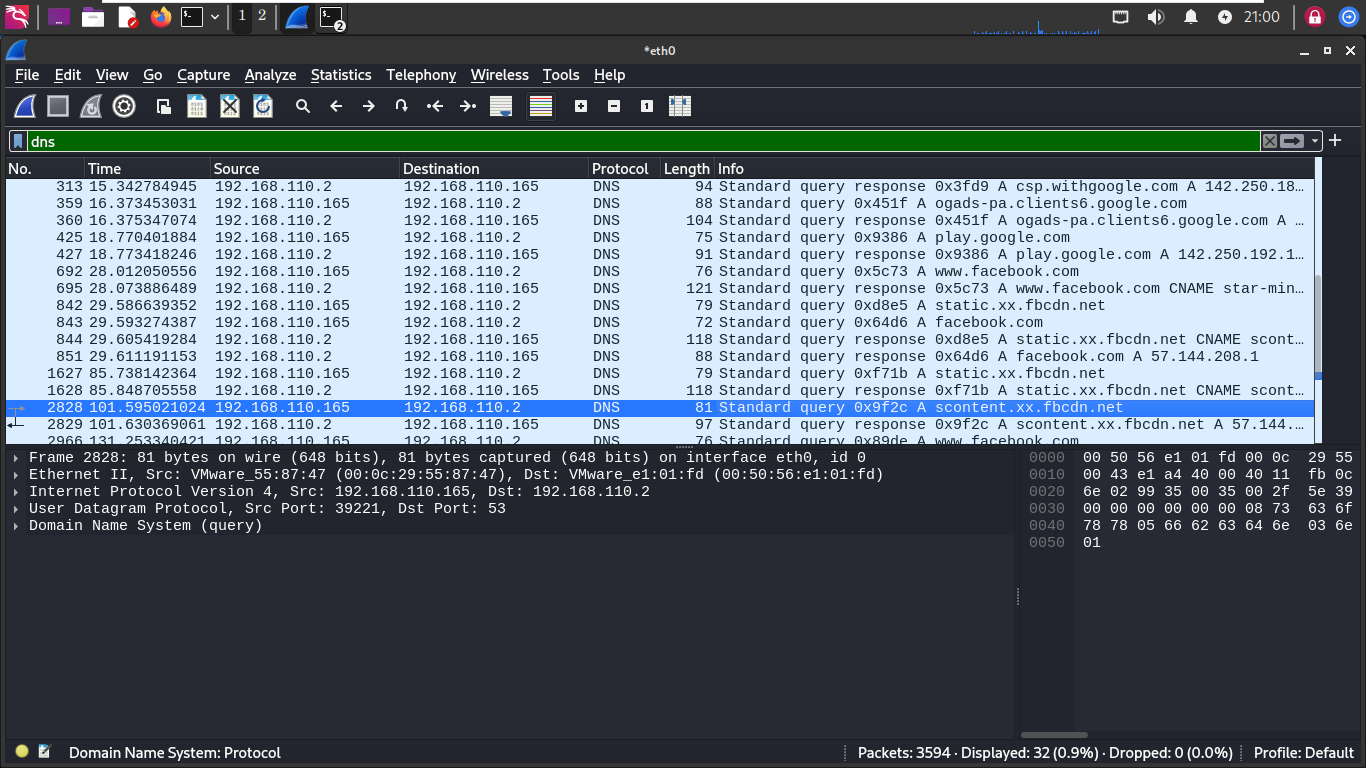 1 2 2 21:00
*eth0
File Edit View Go Capture Analyze Statistics Telephony Wireless Tools Help
dns
No. Time Source Destination Protocol Length Info
313 15.342784945 192.168.110.2 192.168.110.165 DNS 94 Standard query response 0x3fd9 A csp.withgoogle.com A 142.250.18…
359 16.373453031 192.168.110.165 192.168.110.2 DNS 88 Standard query 0x451f A ogads-pa.clients6.google.com
360 16.375347074 192.168.110.2 192.168.110.165 DNS 104 Standard query response 0x451f A ogads-pa.clients6.google.com A …
425 18.770401884 192.168.110.165 192.168.110.2 DNS 75 Standard query 0x9386 A play.google.com
427 18.773418246 192.168.110.2 192.168.110.165 DNS 91 Standard query response 0x9386 A play.google.com A 142.250.192.1…
692 28.012050556 192.168.110.165 192.168.110.2 DNS 76 Standard query 0x5c73 A www.facebook.com
695 28.073886489 192.168.110.2 192.168.110.165 DNS 121 Standard query response 0x5c73 A www.facebook.com CNAME star-min…
842 29.586639352 192.168.110.165 192.168.110.2 DNS 79 Standard query 0xd8e5 A static.xx.fbcdn.net
843 29.593274387 192.168.110.165 192.168.110.2 DNS 72 Standard query 0x64d6 A facebook.com
844 29.605419284 192.168.110.2 192.168.110.165 DNS 118 Standard query response 0xd8e5 A static.xx.fbcdn.net CNAME scont…
851 29.611191153 192.168.110.2 192.168.110.165 DNS 88 Standard query response 0x64d6 A facebook.com A 57.144.208.1
1627 85.738142364 192.168.110.165 192.168.110.2 DNS 79 Standard query 0xf71b A static.xx.fbcdn.net
1628 85.848705558 192.168.110.2 192.168.110.165 DNS 118 Standard query response 0xf71b A static.xx.fbcdn.net CNAME scont…
2828 101.595021024 192.168.110.165 192.168.110.2 DNS 81 Standard query 0x9f2c A scontent.xx.fbcdn.net
2829 101.630369061 192.168.110.2 192.168.110.165 DNS 97 Standard query response 0x9f2c A scontent.xx.fbcdn.net A 57.144.…
2966 131.253340421 192.168.110.165 192.168.110.2 DNS 76 Standard query 0x89de A www.facebook.com
Frame 2828: 81 bytes on wire (648 bits), 81 bytes captured (648 bits) on interface eth0, id 0
Ethernet II, Src: VMware_55:87:47 (00:0c:29:55:87:47), Dst: VMware_e1:01:fd (00:50:56:e1:01:fd)
Internet Protocol Version 4, Src: 192.168.110.165, Dst: 192.168.110.2
User Datagram Protocol, Src Port: 39221, Dst Port: 53
Domain Name System (query)
0000 00 50 56 e1 01 fd 00 0c 29 55
0010 00 43 e1 a4 40 00 40 11 fb 0c
0020 6e 02 99 35 00 35 00 2f 5e 39
0030 00 00 00 00 00 00 08 73 63 6f
0040 78 78 05 66 62 63 64 6e 03 6e
0050 01
Domain Name System: Protocol
Packets: 3594 · Displayed: 32 (0.9%) · Dropped: 0 (0.0%)
Profile: Default